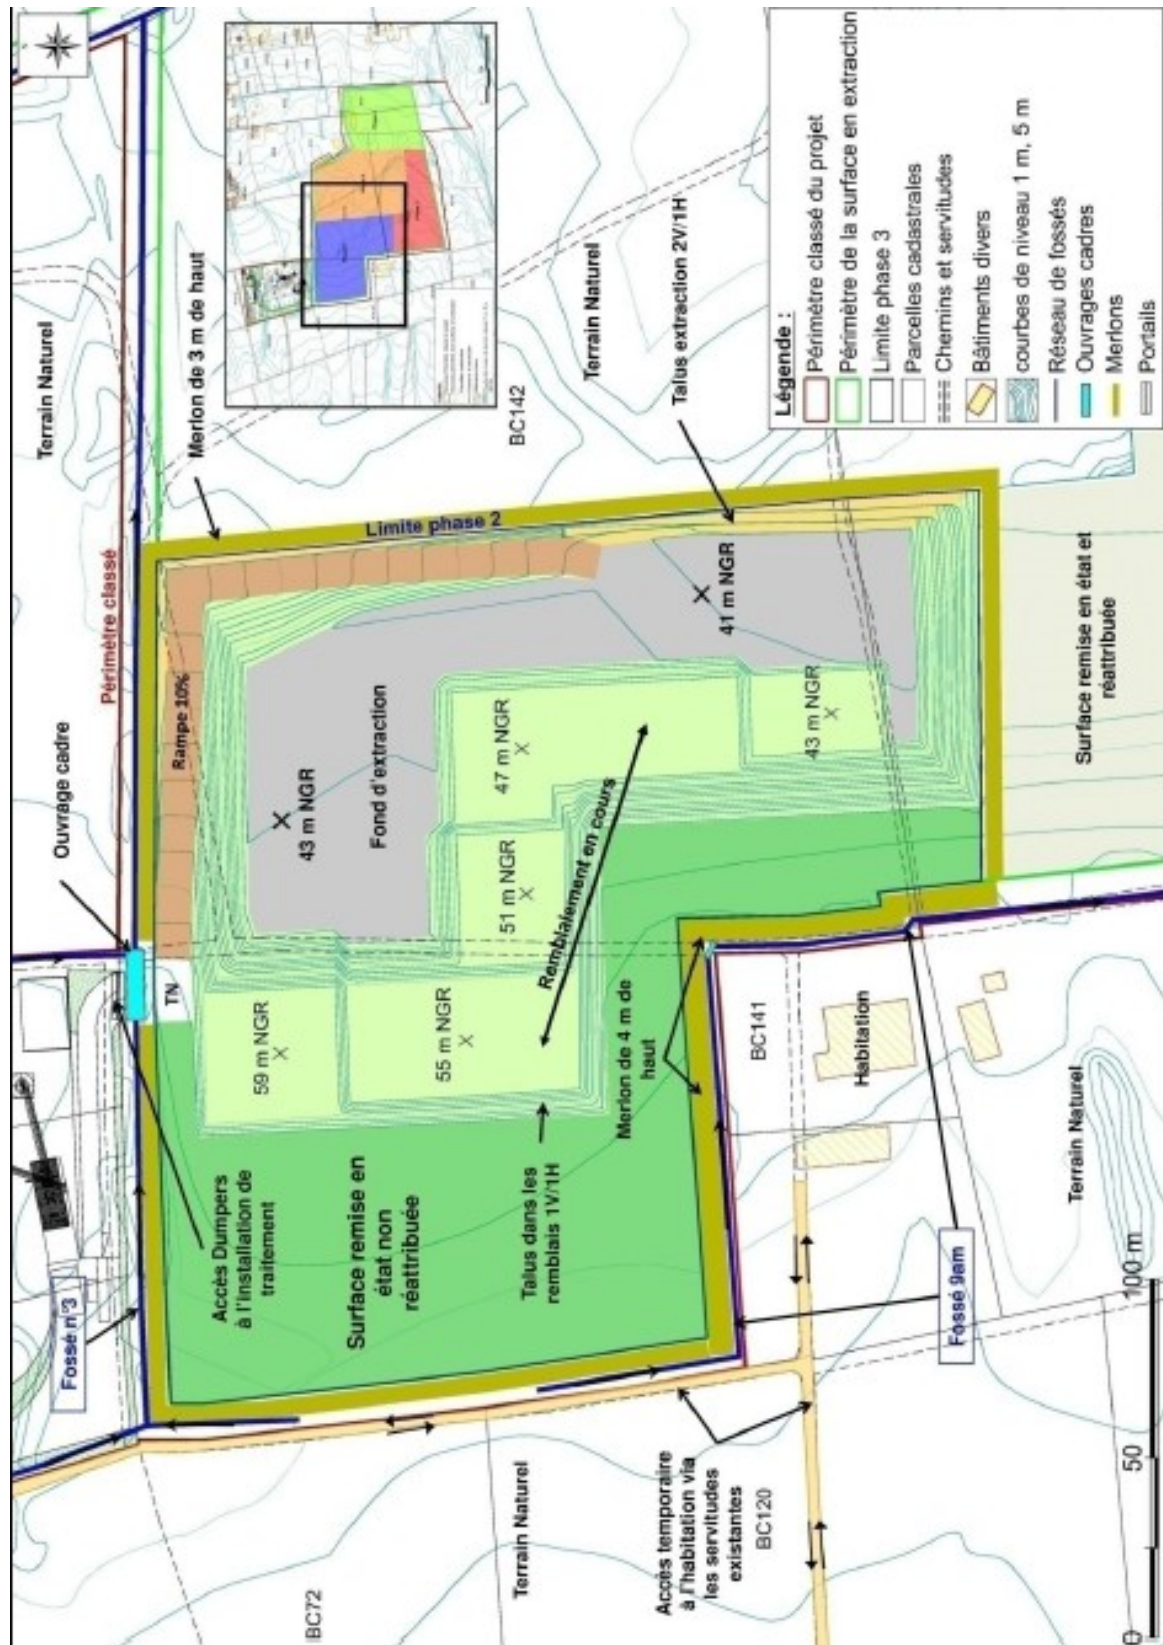 Fossé n°3
Accès Dumpers
à l'installation de
traitement
Ouvrage cadre
Périmètre classé
Terrain Naturel
Merlon de 3 m de haut
TN
Rampe 10%
Limite phase 2
59 m NGR
43 m NGR
Fond d'extraction
55 m NGR
51 m NGR
47 m NGR
43 m NGR
41 m NGR
Remblaiement en cours
Surface remise en
état non
réattribuée
Talus dans les
remblais 1V/1H
Merlon de 4 m de
haut
BC142
Terrain Naturel
Talus extraction 2V/1H
BC72
Terrain Naturel
Accès temporaire
à l'habitation via
les servitudes
existantes
BC120
BC141
Habitation
Fossé 9am
Terrain Naturel
Surface remise en état et
réattribuée
0
50
100 m
Légende :
Périmètre classé du projet
Périmètre de la surface en extraction
Limite phase 3
Parcelles cadastrales
Chemins et servitudes
Bâtiments divers
courbes de niveau 1 m, 5 m
Réseau de fossés
Ouvrages cadres
Merlons
Portails